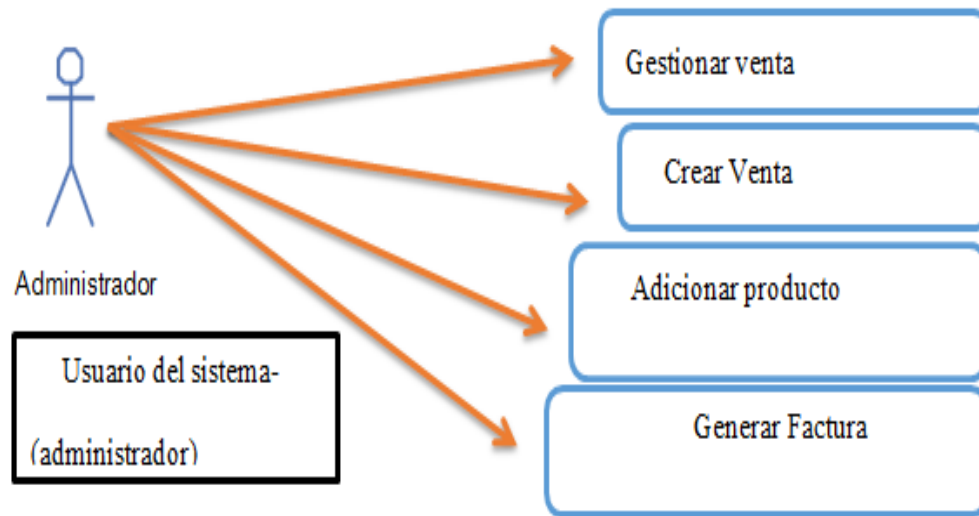 Gestionar venta
Crear Venta
Adicionar producto
Generar Factura
Administrador
Usuario del sistema-
(administrador)